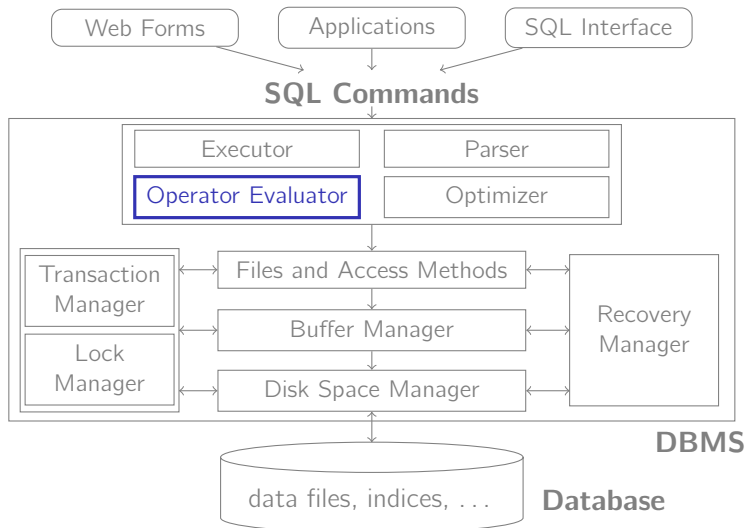 Web Forms
Applications
SQL Interface
SQL Commands
Executor
Parser
Operator Evaluator
Optimizer
Transaction
Manager
Lock
Manager
Files and Access Methods
Buffer Manager
Disk Space Manager
Recovery
Manager
DBMS
data files, indices, . . .
Database